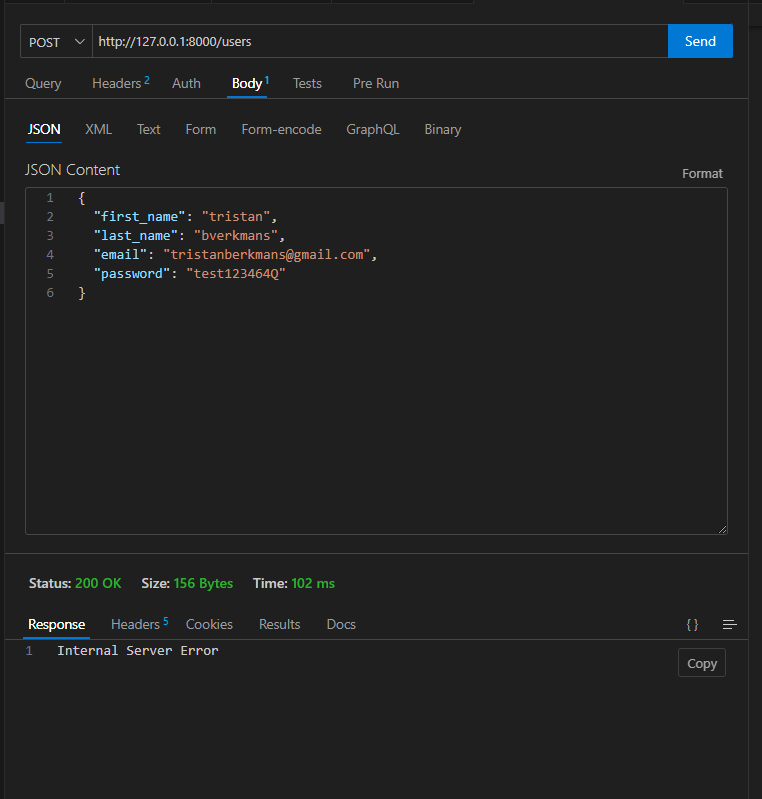 POST http://127.0.0.1:8000/users Send
Query Headers 2 Auth Body 1 Tests Pre Run
JSON XML Text Form Form-encode GraphQL Binary
JSON Content Format
1 {
2 "first_name": "tristan",
3 "last_name": "bverkmans",
4 "email": "tristanberkmans@gmail.com",
5 "password": "test123464Q"
6 }
Status: 200 OK Size: 156 Bytes Time: 102 ms
Response Headers 5 Cookies Results Docs { }
1 Internal Server Error
Copy